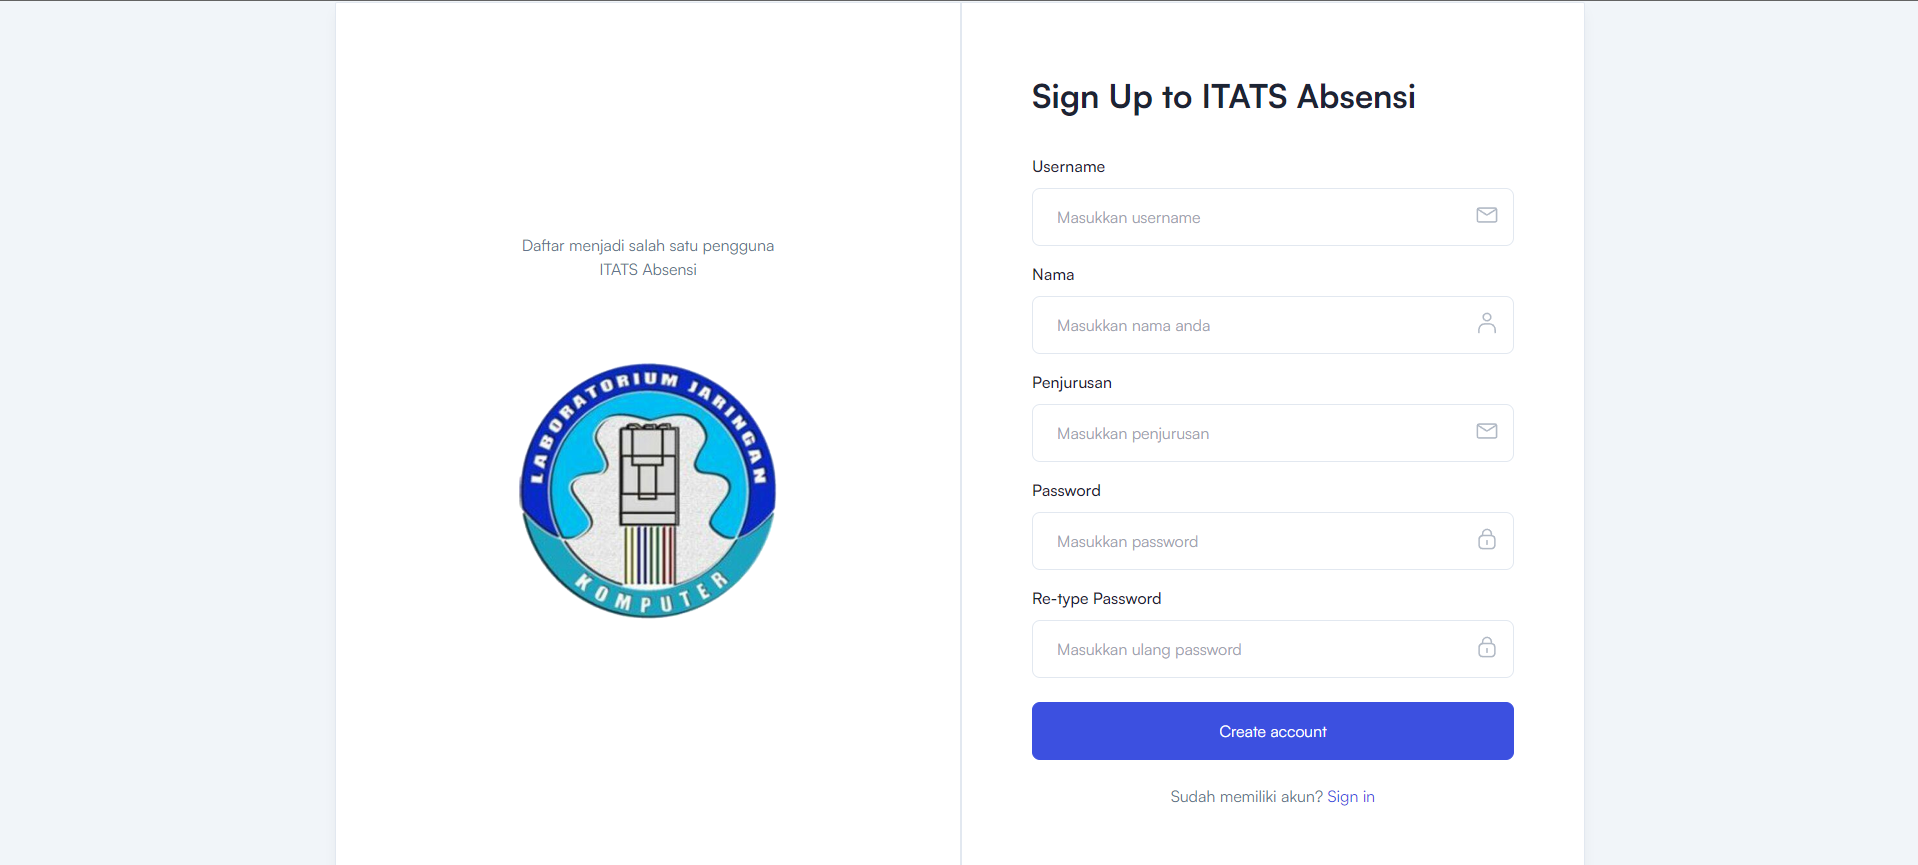 Daftar menjadi salah satu pengguna
ITATS Absensi
LABORATORIUM JARINGAN
KOMPUTER
Sign Up to ITATS Absensi
Username
Masukkan username
Nama
Masukkan nama anda
Penjurusan
Masukkan penjurusan
Password
Masukkan password
Re-type Password
Masukkan ulang password
Create account
Sudah memiliki akun? Sign in